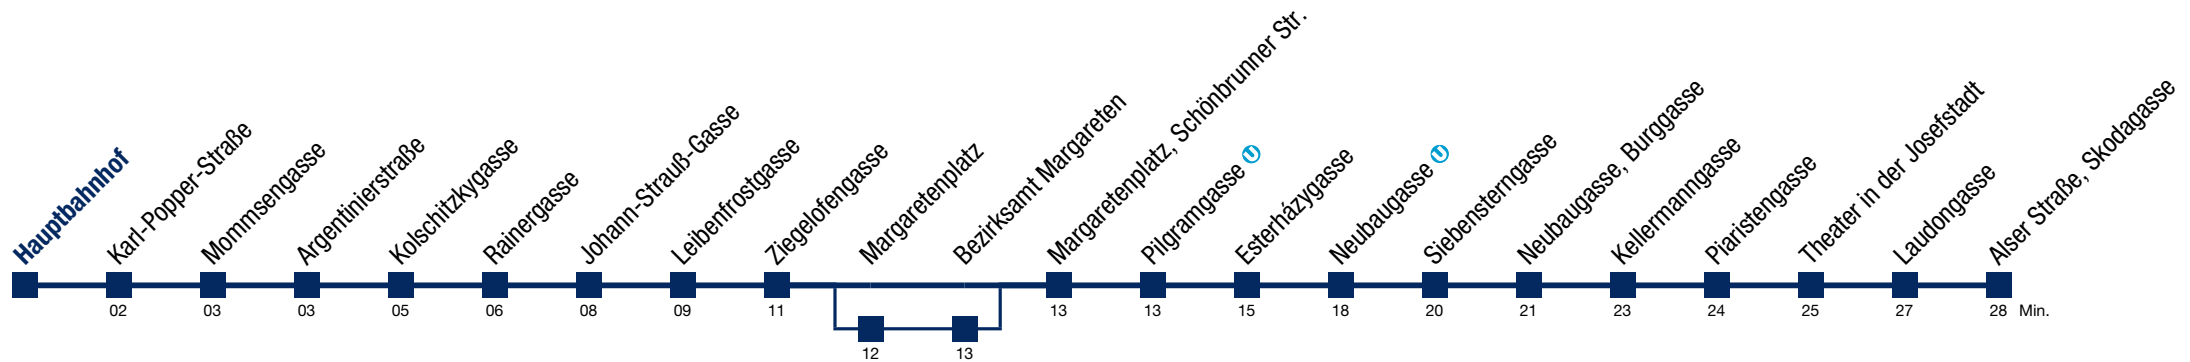 Hauptbahnhof
Karl-Popper-Straße
Mommsengasse
Argentinierstraße
Kolschitzkygasse
Rainergasse
Johann-Strauß-Gasse
Leibenfrostgasse
Ziegelofengasse
Margaretenplatz
Bezirksamt Margareten
Margaretenplatz, Schönbrunner Str.
Pilgramgasse U
Esterházygasse
Neubaugasse U
Siebensterngasse
Neubaugasse, Burggasse
Kellermanngasse
Piaristengasse
Theater in der Josefstadt
Laudongasse
Alser Straße, Skodagasse
02 03 03 05 06 08 09 11 13 13 15 18 20 21 23 24 25 27 28 Min.
12 13